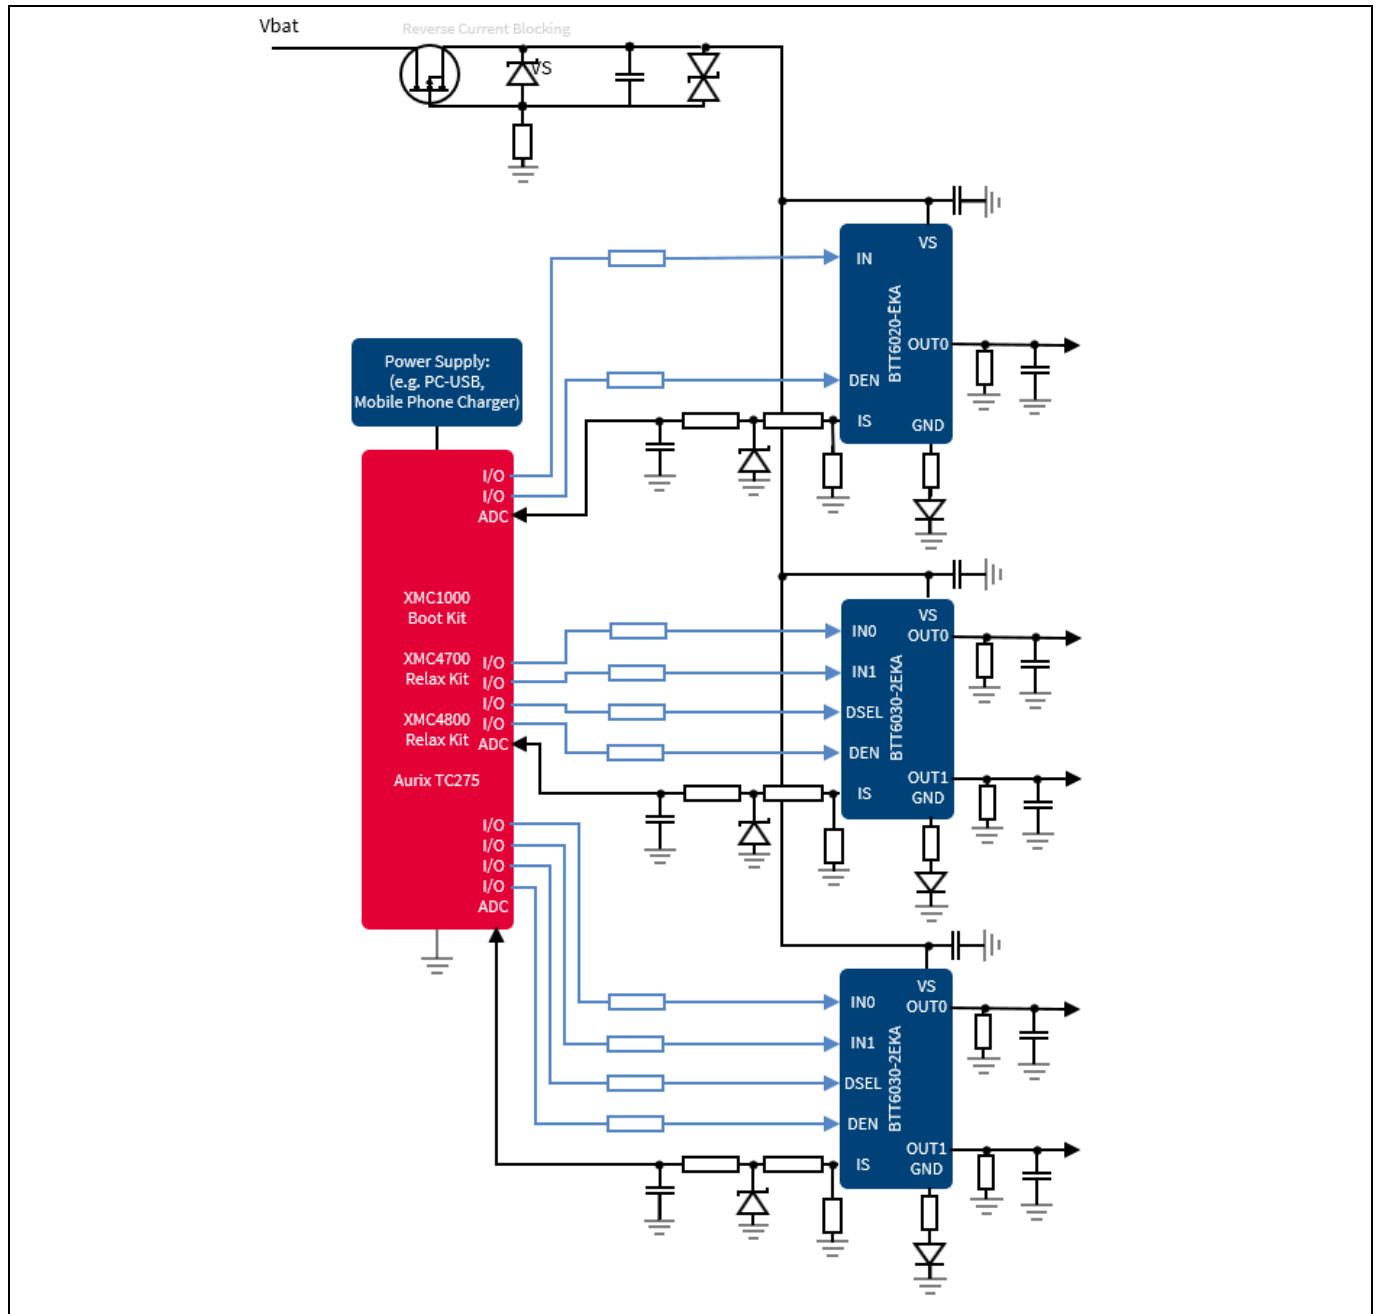 Vbat
Reverse Current Blocking
VS
VS
IN
BTT6020-EKA
OUT0
DEN
IS
GND
Power Supply:
(e.g. PC-USB,
Mobile Phone Charger)
I/O
I/O
ADC
XMC1000
Boot Kit
XMC4700
Relax Kit
XMC4800
Relax Kit
Aurix TC275
I/O
I/O
I/O
I/O
ADC
I/O
I/O
I/O
I/O
ADC
VS
OUT0
IN0
IN1
DSEL
DEN
IS
BTT6030-2EKA
OUT1
GND
VS
OUT0
IN0
IN1
DSEL
DEN
IS
BTT6030-2EKA
OUT1
GND